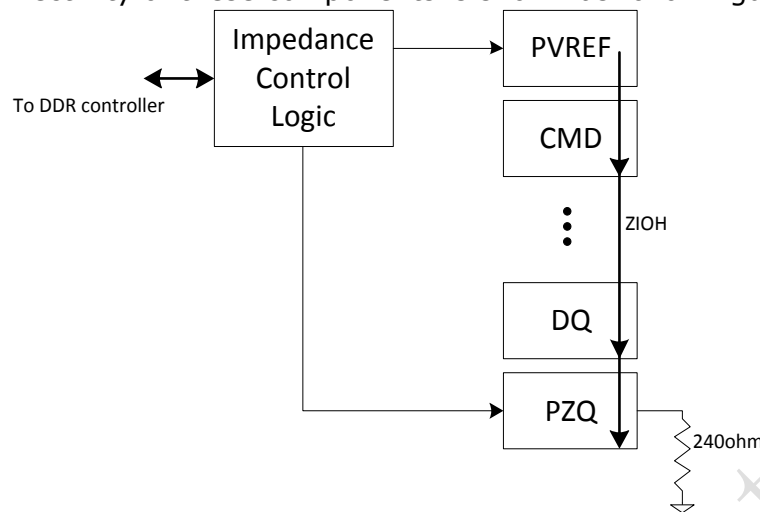 Impedance
Control
Logic
To DDR controller
PVREF
CMD
ZIOH
DQ
PZQ
240ohm